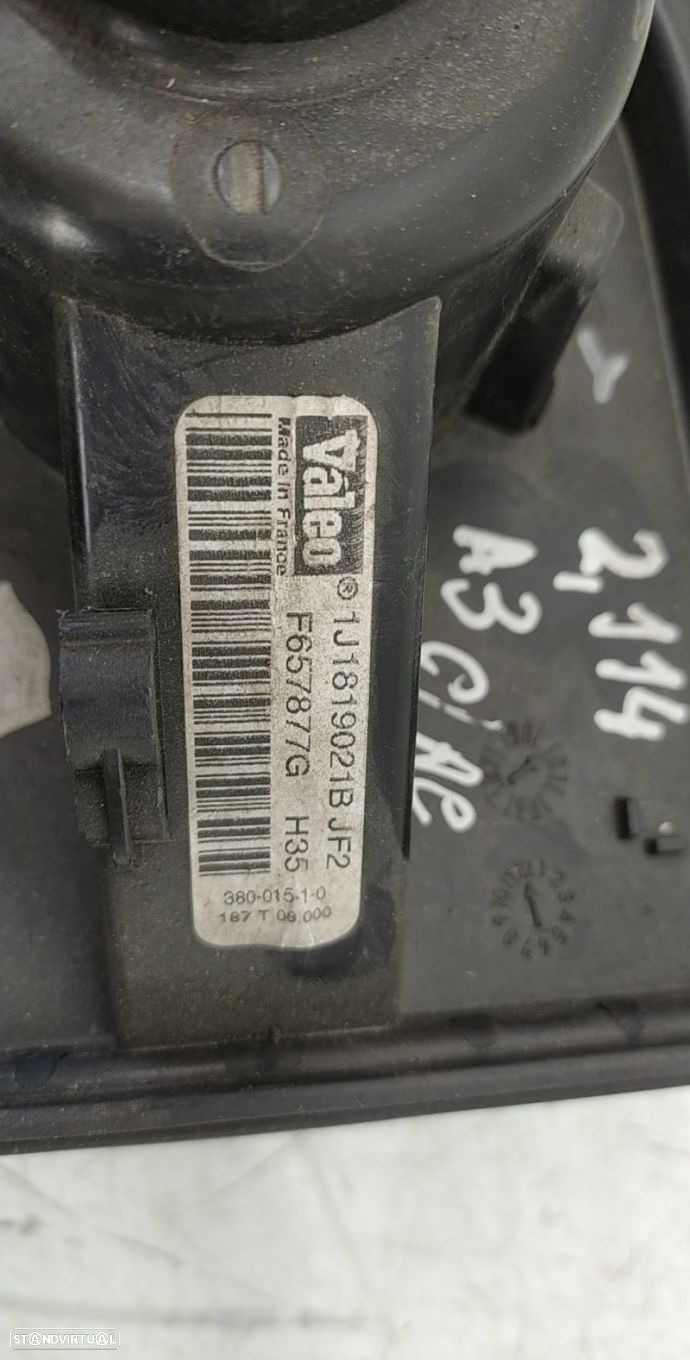 Valeo ®
Made in France
1J1819021B JF2
F657877G H35
380-015-1-0
187 T 06.000
2,114
A3 C/ AC
STANDVIRTUAL